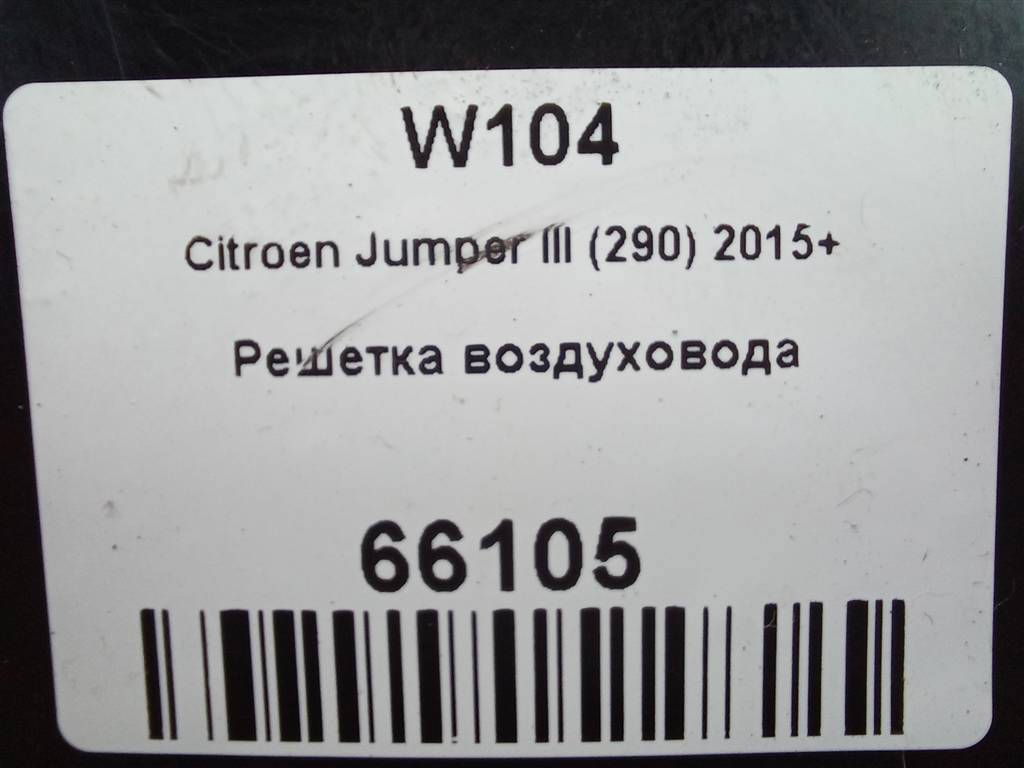 W104
Citroen Jumper III (290) 2015+
Решетка воздуховода
66105